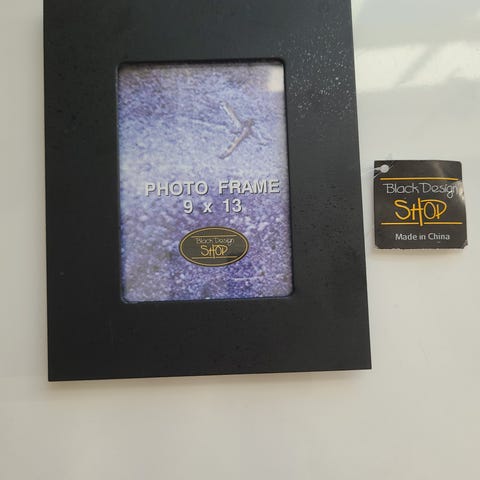 PHOTO FRAME
9 x 13
Black Design
SHOP
Black Design
SHOP
Made in China